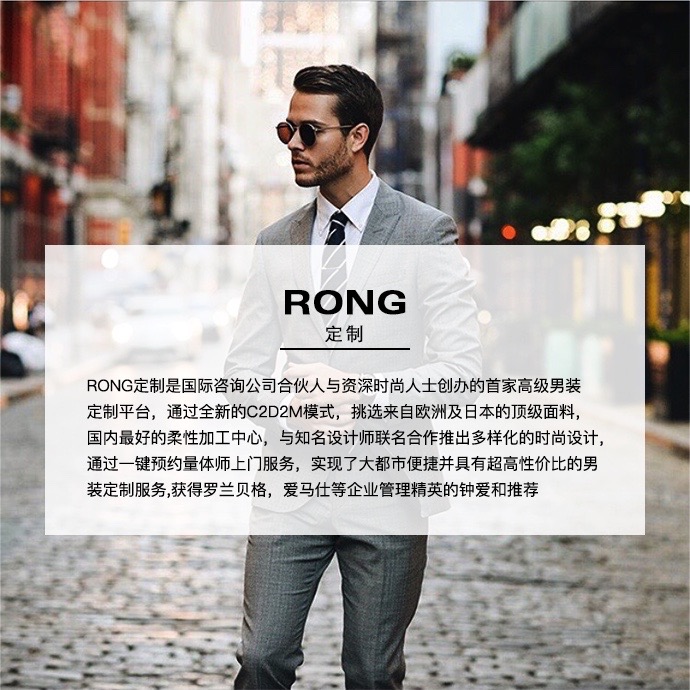 RONG
定制
RONG定制是国际咨询公司合伙人与资深时尚人士创办的首家高级男装
定制平台，通过全新的C2D2M模式，挑选来自欧洲及日本的顶级面料，
国内最好的柔性加工中心，与知名设计师联名合作推出多样化的时尚设计，
通过一键预约量体师上门服务，实现了大都市便捷并具有超高性价比的男
装定制服务,获得罗兰贝格，爱马仕等企业管理精英的钟爱和推荐